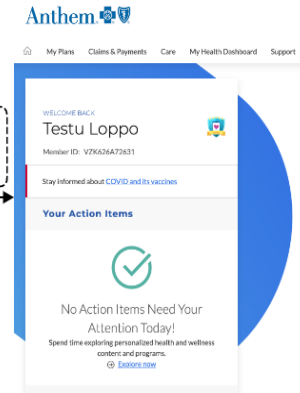 Anthem
My Plans Claims & Payments Care My Health Dashboard Support
WELCOME BACK
Testu Loppo
Member ID: VZK626A72631
Stay informed about COVID and its vaccines
Your Action Items
No Action Items Need Your
Attention Today!
Spend time exploring personalized health and wellness
content and programs.
Explore now